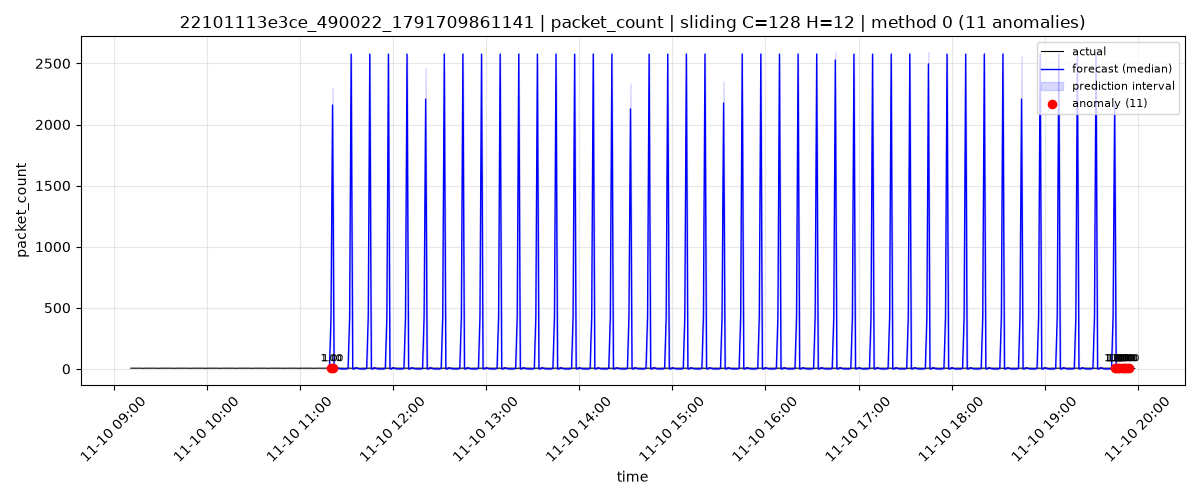 22101113e3ce_490022_1791709861141 | packet_count | sliding C=128 H=12 | method 0 (11 anomalies)
actual
forecast (median)
prediction interval
anomaly (11)
packet_count
2500
2000
1500
1000
500
0
11-10 09:00
11-10 10:00
11-10 11:00
11-10 12:00
11-10 13:00
11-10 14:00
11-10 15:00
11-10 16:00
11-10 17:00
11-10 18:00
11-10 19:00
11-10 20:00
time